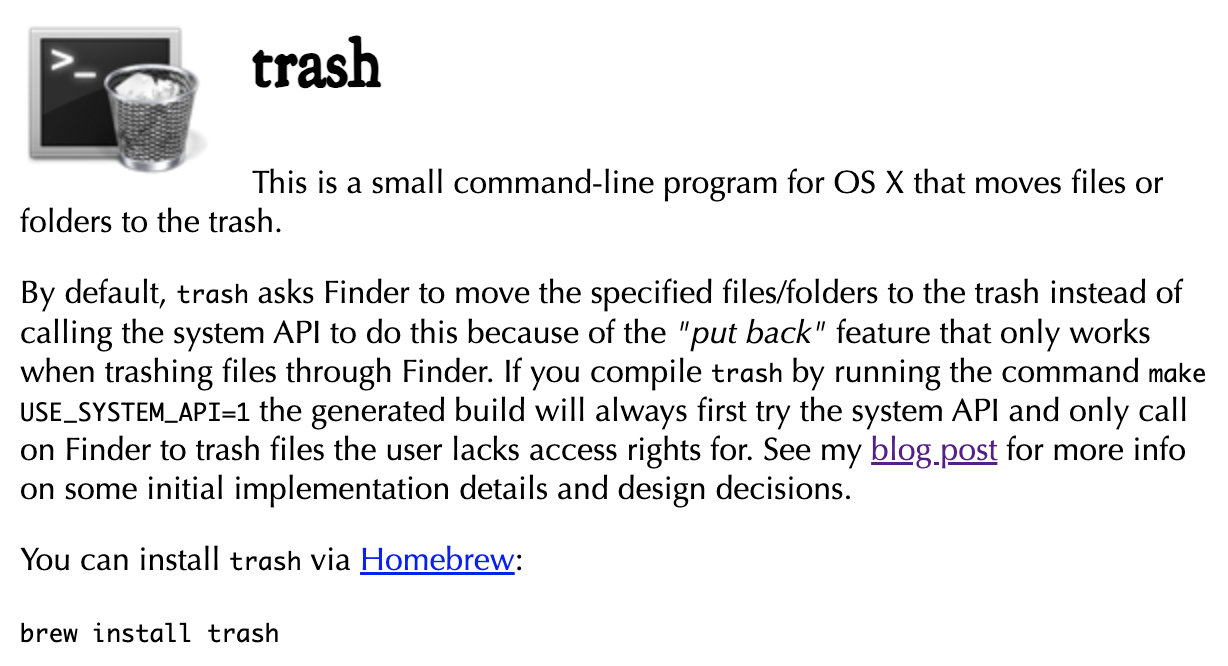 >_
trash
This is a small command-line program for OS X that moves files or
folders to the trash.
By default, trash asks Finder to move the specified files/folders to the trash instead of
calling the system API to do this because of the "put back" feature that only works
when trashing files through Finder. If you compile trash by running the command make
USE_SYSTEM_API=1 the generated build will always first try the system API and only call
on Finder to trash files the user lacks access rights for. See my blog post for more info
on some initial implementation details and design decisions.
You can install trash via Homebrew:
brew install trash